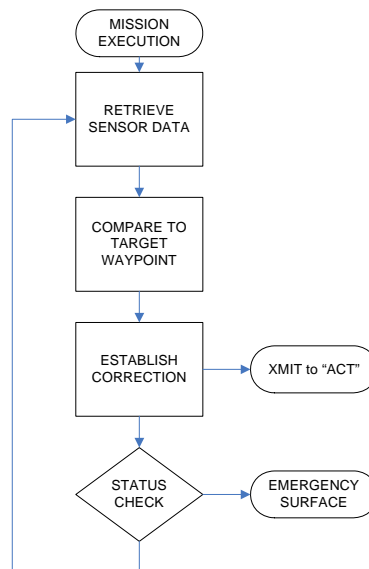 MISSION
EXECUTION
RETRIEVE
SENSOR DATA
COMPARE TO
TARGET
WAYPOINT
ESTABLISH
CORRECTION
XMIT to “ACT”
STATUS
CHECK
EMERGENCY
SURFACE